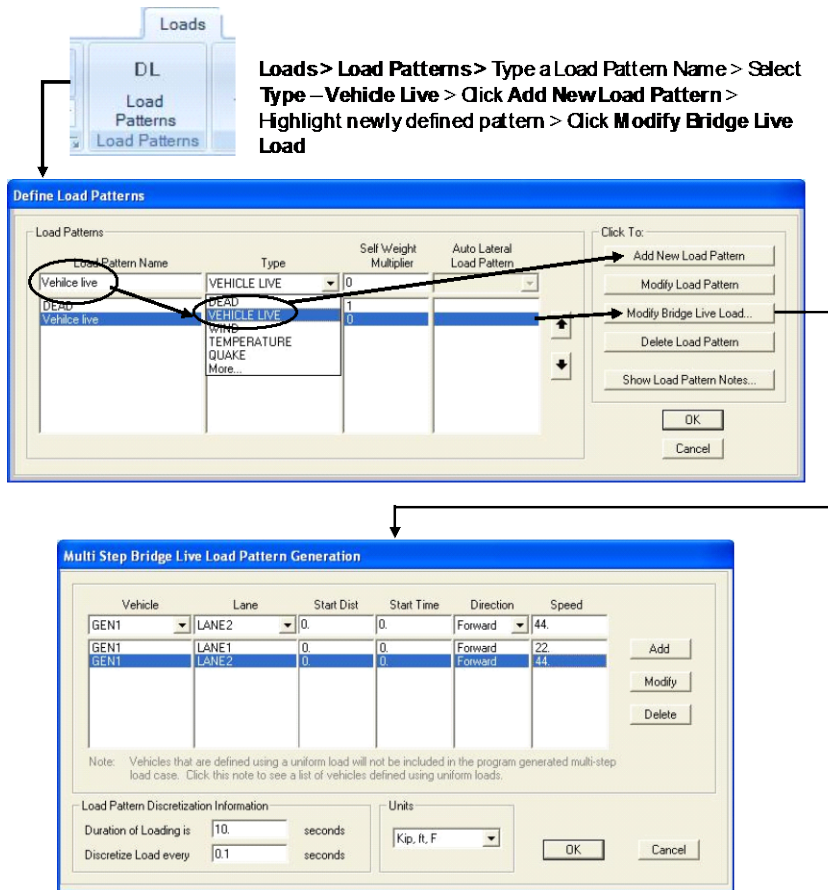 Loads
DL
Load
Patterns
Load Patterns
Loads > Load Patterns > Type a Load Pattern Name > Select
Type – Vehicle Live > Click Add New Load Pattern >
Highlight newly defined pattern > Click Modify Bridge Live
Load
Define Load Patterns
Load Patterns
Load Pattern Name Type Self Weight Multiplier Auto Lateral Load Pattern
Vehilce live VEHICLE LIVE 0
DEAD DEAD 1
Vehilce live VEHICLE LIVE 0
WIND
TEMPERATURE
QUAKE
More...
Click To:
Add New Load Pattern
Modify Load Pattern
Modify Bridge Live Load...
Delete Load Pattern
Show Load Pattern Notes...
OK
Cancel
Multi Step Bridge Live Load Pattern Generation
Vehicle Lane Start Dist Start Time Direction Speed
GEN1 LANE2 0. 0. Forward 44.
GEN1 LANE1 0. 0. Forward 22.
GEN1 LANE2 0. 0. Forward 44.
Add
Modify
Delete
Note: Vehicles that are defined using a uniform load will not be included in the program generated multi-step
load case. Click this note to see a list of vehicles defined using uniform loads.
Load Pattern Discretization Information
Duration of Loading is 10. seconds
Discretize Load every 0.1 seconds
Units
Kip, ft, F
OK
Cancel